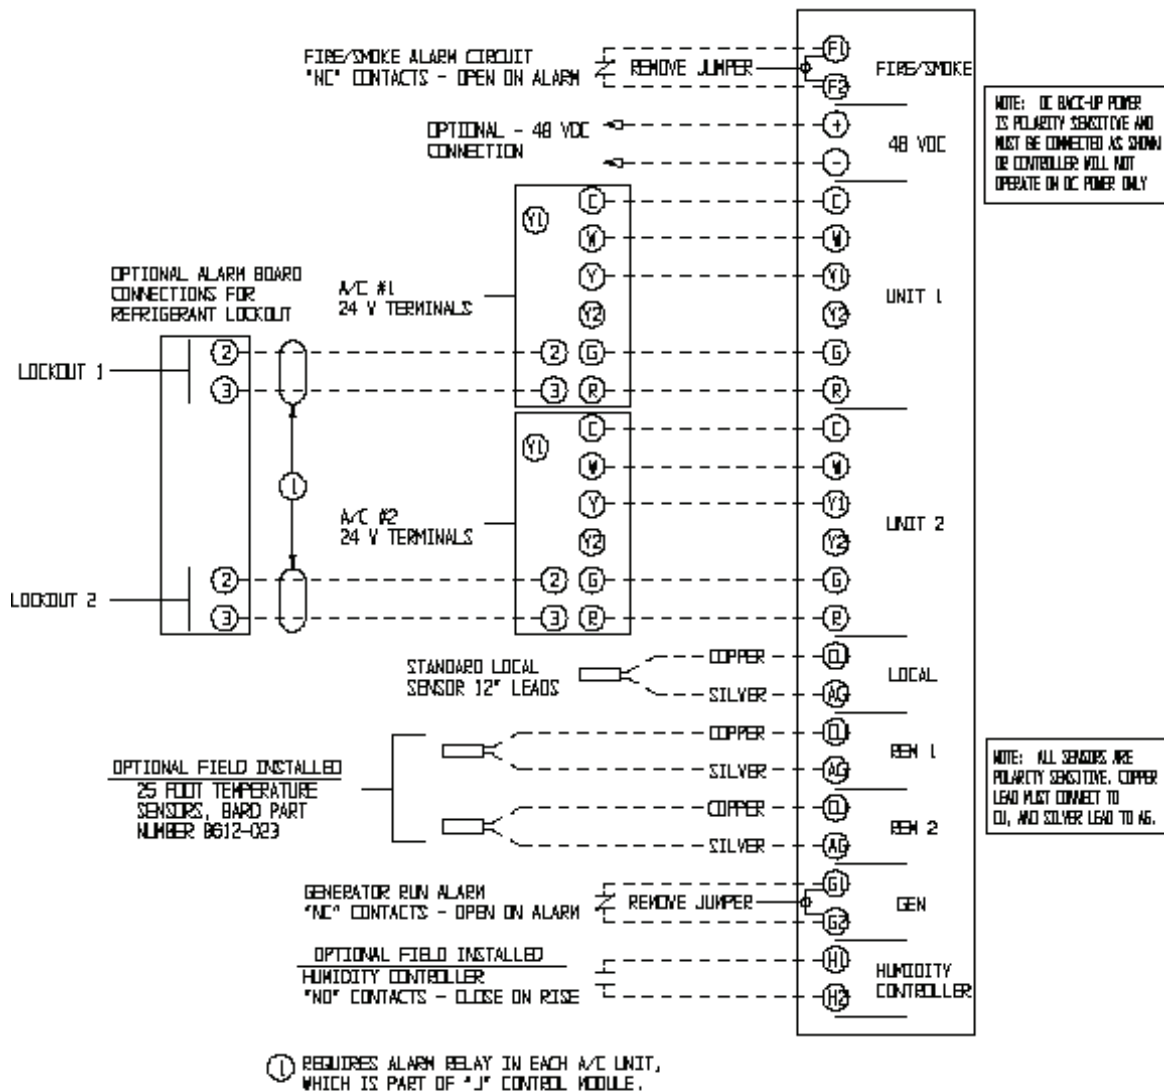 FIRE/SMOKE ALARM CIRCUIT
"NC" CONTACTS - OPEN ON ALARM
REMOVE JUMPER
F1
F2
FIRE/SMOKE
OPTIONAL - 48 VDC
CONNECTION
+
-
48 VDC
NOTE: DC BACK-UP POWER
IS POLARITY SENSITIVE AND
MUST BE CONNECTED AS SHOWN
OR CONTROLLER WILL NOT
OPERATE ON DC POWER ONLY
OPTIONAL ALARM BOARD
CONNECTIONS FOR
REFRIGERANT LOCKOUT
LOCKOUT 1
2
3
A/C #1
24 V TERMINALS
Y1
C
W
Y
Y2
2 G
3 R
C
W
Y1
Y2
G
R
UNIT 1
1
LOCKOUT 2
2
3
A/C #2
24 V TERMINALS
Y1
C
W
Y
Y2
2 G
3 R
C
W
Y1
Y2
G
R
UNIT 2
STANDARD LOCAL
SENSOR 12" LEADS
COPPER
SILVER
CU
AG
LOCAL
OPTIONAL FIELD INSTALLED
25 FOOT TEMPERATURE
SENSORS, BARD PART
NUMBER 8612-023
COPPER
SILVER
CU
AG
REM 1
COPPER
SILVER
CU
AG
REM 2
NOTE: ALL SENSORS ARE
POLARITY SENSITIVE. COPPER
LEAD MUST CONNECT TO
CU, AND SILVER LEAD TO AG.
GENERATOR RUN ALARM
"NC" CONTACTS - OPEN ON ALARM
REMOVE JUMPER
G1
G2
GEN
OPTIONAL FIELD INSTALLED
HUMIDITY CONTROLLER
"NO" CONTACTS - CLOSE ON RISE
H1
H2
HUMIDITY
CONTROLLER
1 REQUIRES ALARM RELAY IN EACH A/C UNIT,
WHICH IS PART OF "J" CONTROL MODULE.